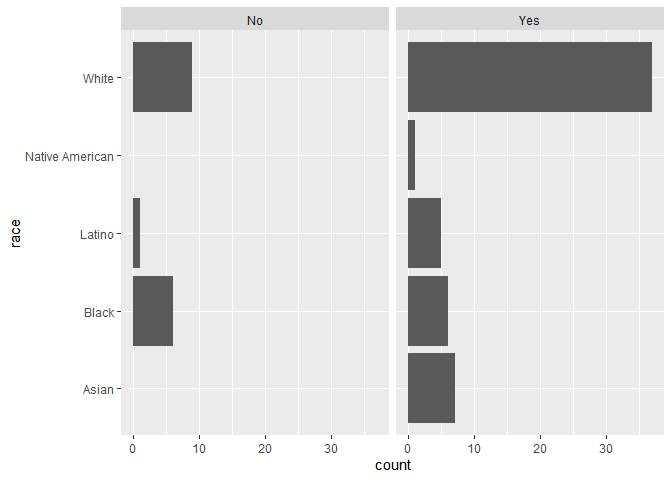 No
Yes
White
Native American
Latino
Black
Asian
race
0 10 20 30
0 10 20 30
count